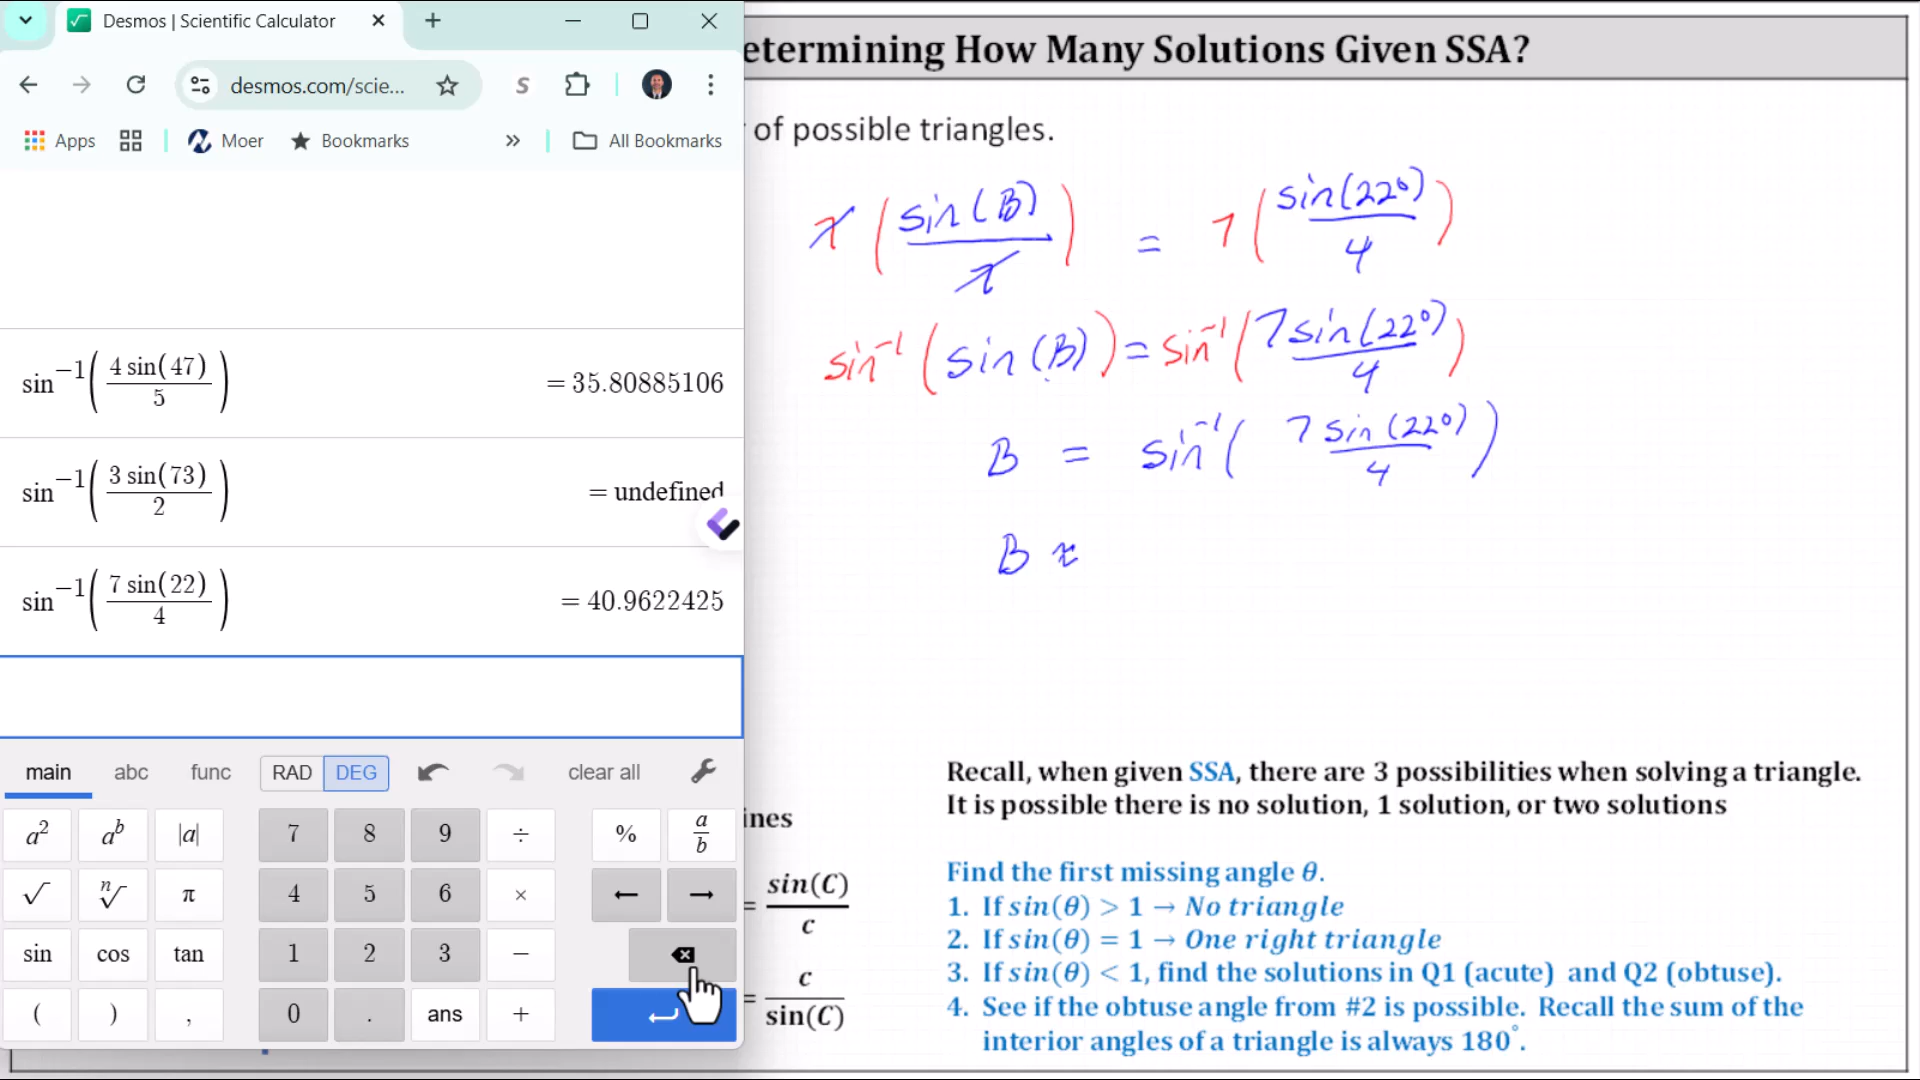 Desmos | Scientific Calculator
desmos.com/scie...
S
Apps Moer Bookmarks » All Bookmarks
etermining How Many Solutions Given SSA?
of possible triangles.
7 ( sin(B) / 7 ) = 7 ( sin(22°) / 4 )
sin⁻¹ ( sin (B) ) = sin⁻¹ ( 7 sin(22°) / 4 )
B = sin⁻¹ ( 7 sin(22°) / 4 )
B ≈
sin⁻¹(4 sin(47) / 5) = 35.80885106
sin⁻¹(3 sin(73) / 2) = undefined
sin⁻¹(7 sin(22) / 4) = 40.9622425
main abc func RAD DEG clear all
a² aᵇ |a| 7 8 9 ÷ % a/b
√ ⁿ√ π 4 5 6 × ← →
sin cos tan 1 2 3 −
( ) , 0 . ans +
ines
= sin(C) / c
= c / sin(C)
Recall, when given SSA, there are 3 possibilities when solving a triangle.
It is possible there is no solution, 1 solution, or two solutions
Find the first missing angle θ.
1. If sin(θ) > 1 → No triangle
2. If sin(θ) = 1 → One right triangle
3. If sin(θ) < 1, find the solutions in Q1 (acute) and Q2 (obtuse).
4. See if the obtuse angle from #2 is possible. Recall the sum of the
interior angles of a triangle is always 180°.